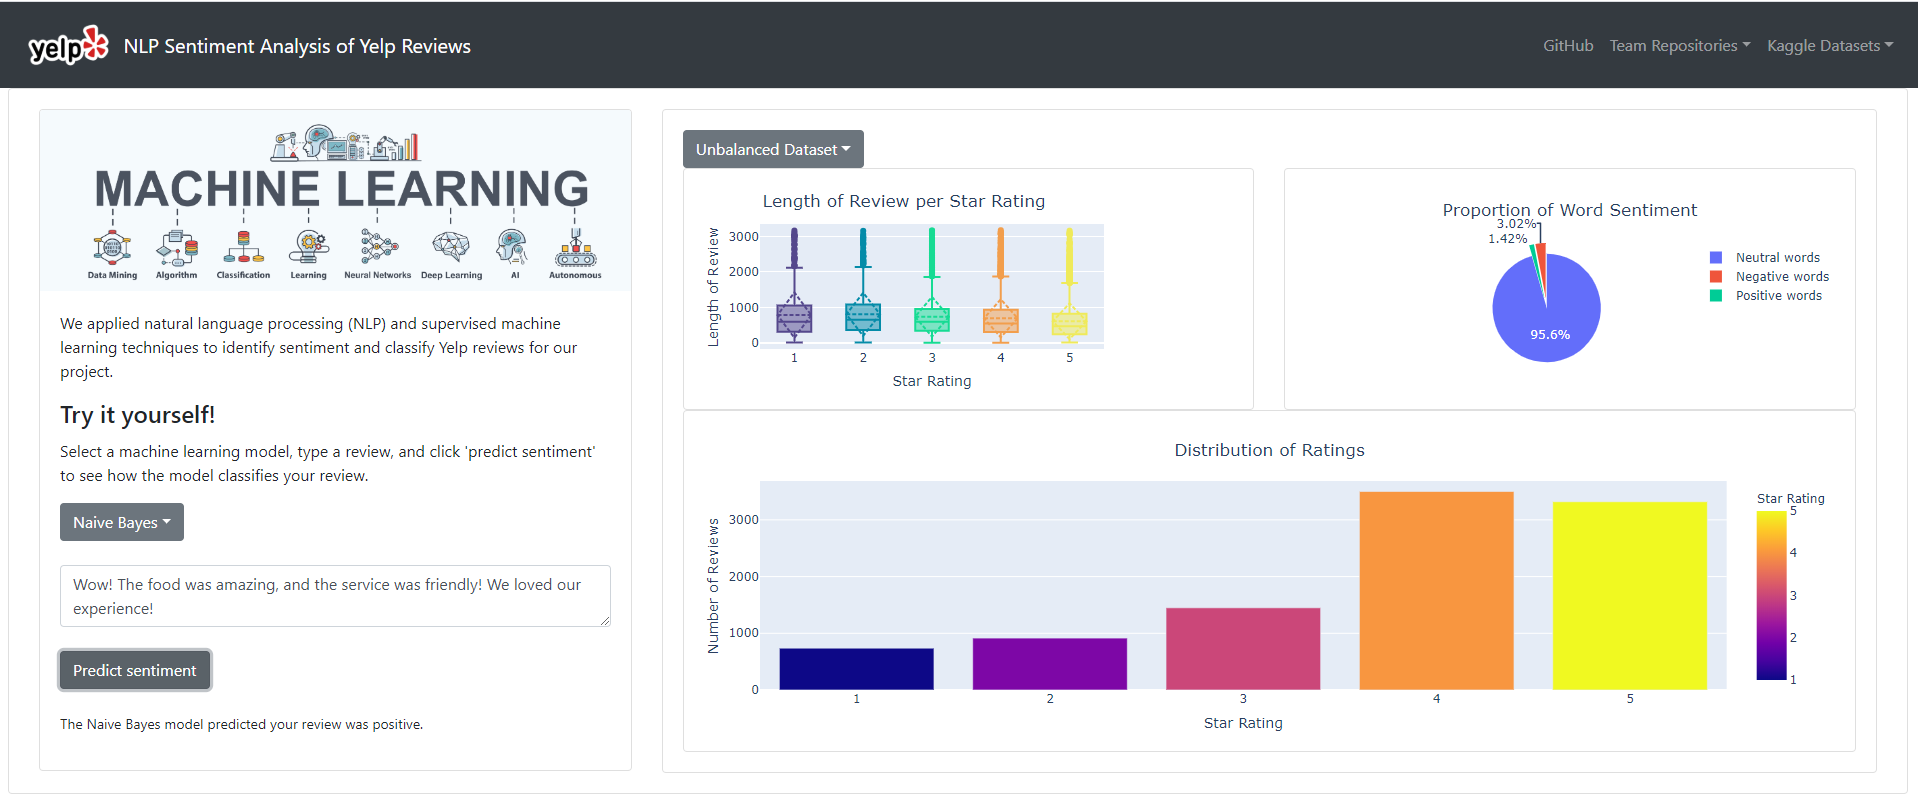 yelp
NLP Sentiment Analysis of Yelp Reviews
GitHub
Team Repositories
Kaggle Datasets
MACHINE LEARNING
Data Mining
Algorithm
Classification
Learning
Neural Networks
Deep Learning
AI
Autonomous
We applied natural language processing (NLP) and supervised machine
learning techniques to identify sentiment and classify Yelp reviews for our
project.
Try it yourself!
Select a machine learning model, type a review, and click 'predict sentiment'
to see how the model classifies your review.
Naive Bayes
Wow! The food was amazing, and the service was friendly! We loved our
experience!
Predict sentiment
The Naive Bayes model predicted your review was positive.
Unbalanced Dataset
Length of Review per Star Rating
Length of Review
3000
2000
1000
0
1 2 3 4 5
Star Rating
Proportion of Word Sentiment
3.02%
1.42%
95.6%
Neutral words
Negative words
Positive words
Distribution of Ratings
Number of Reviews
3000
2000
1000
0
1 2 3 4 5
Star Rating
Star Rating
5
4
3
2
1